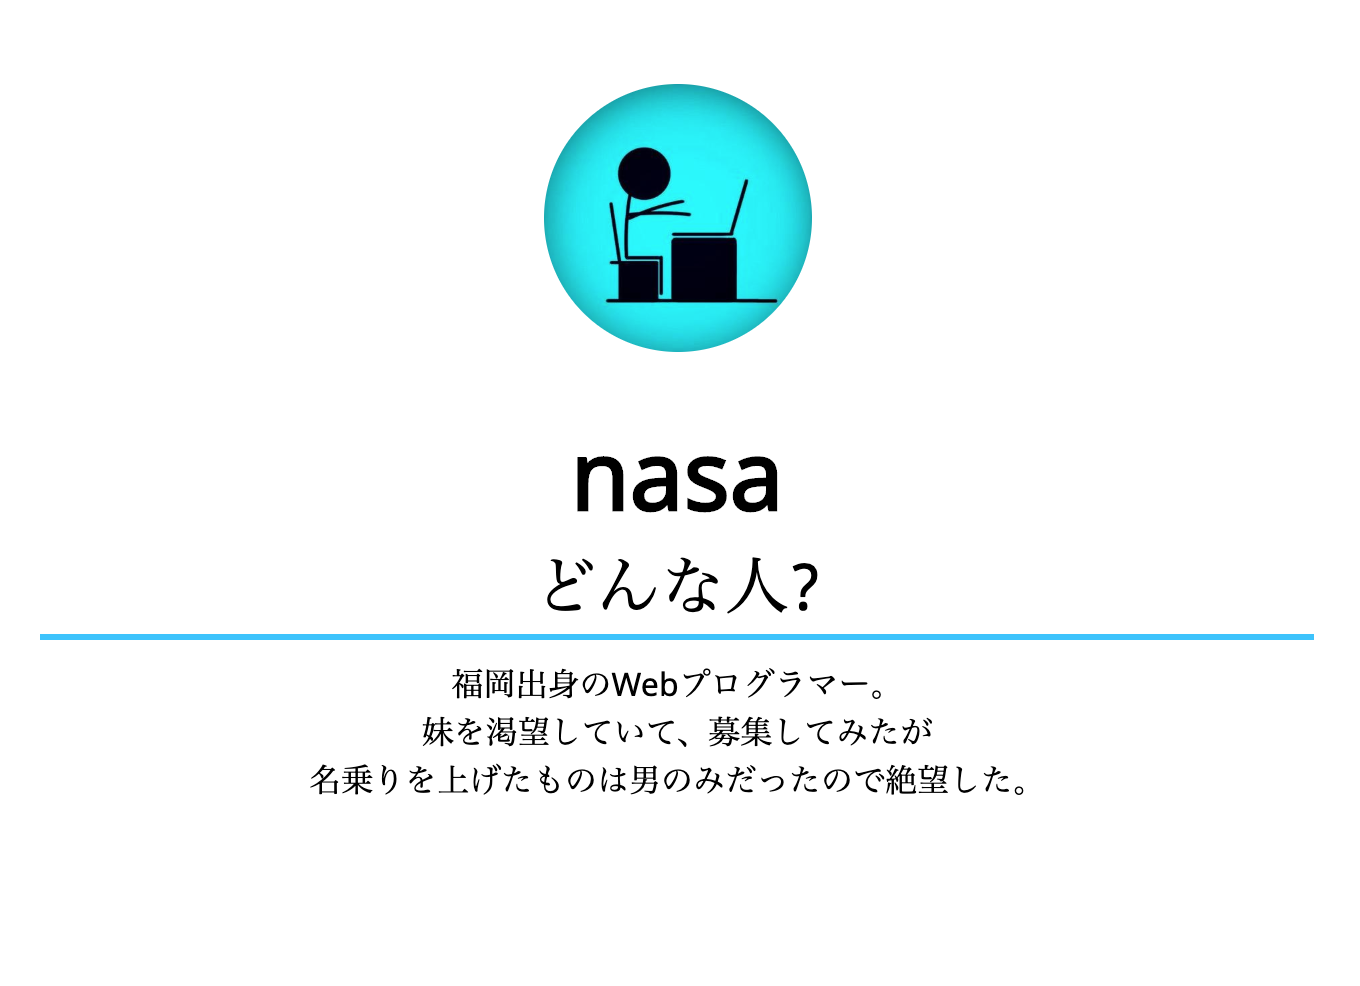 nasa
どんな人?
福岡出身のWebプログラマー。
妹を渇望していて、募集してみたが
名乗りを上げたものは男のみだったので絶望した。